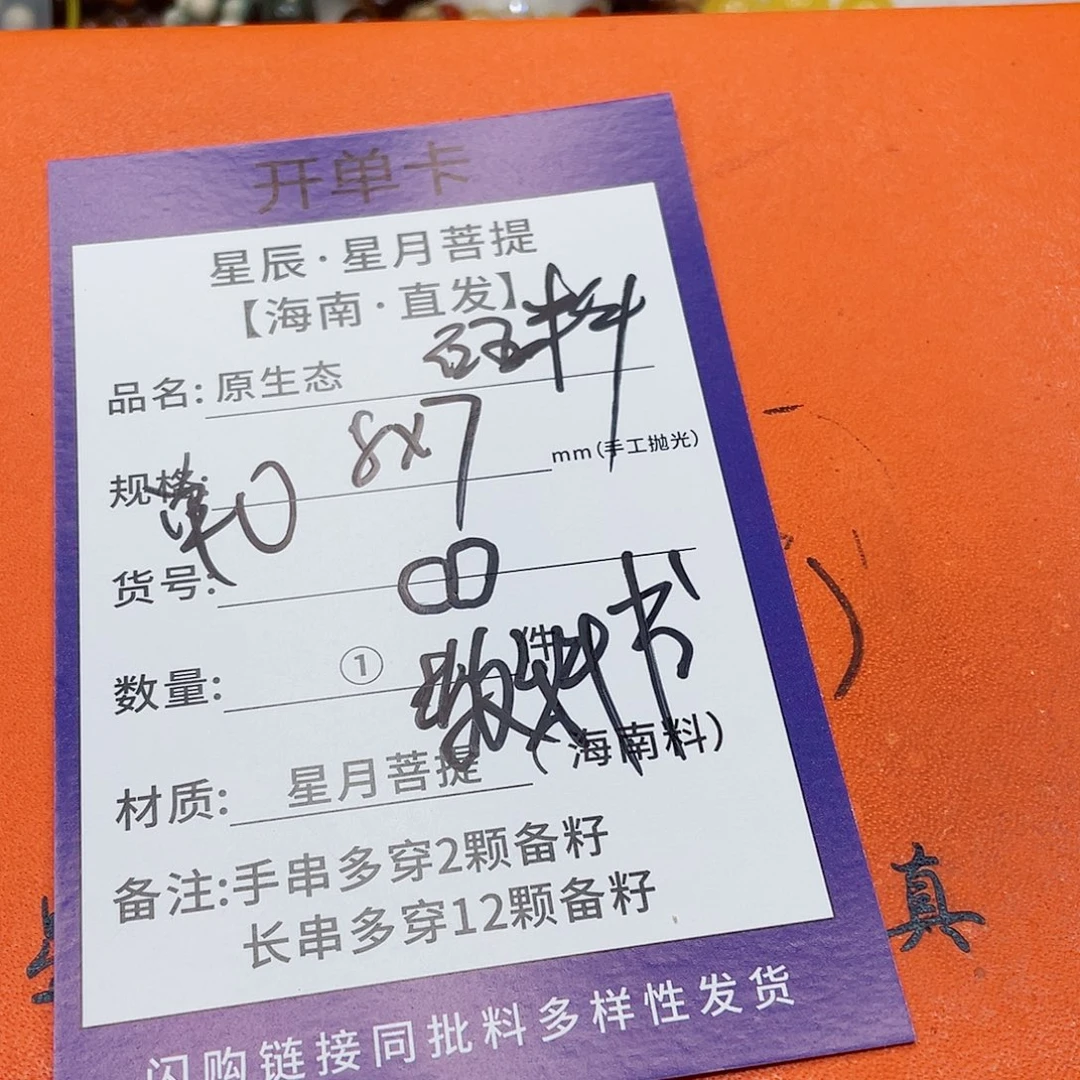 开单卡
星辰·星月菩提
【海南·直发】
品名: 原生态
规格: 8x7 mm(手工抛光)
货号:
数量: ① 件
材质: 星月菩提 (海南料)
备注:手串多穿2颗备籽
长串多穿12颗备籽
闪购链接同批料多样性发货
真